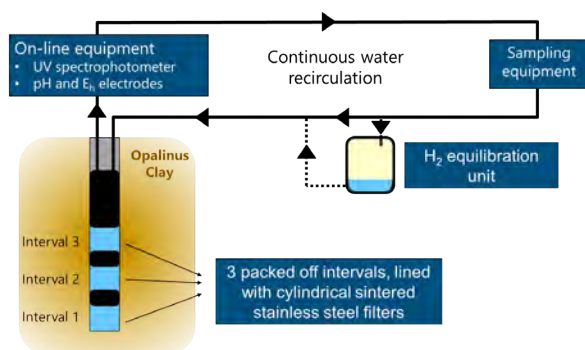 On-line equipment
• UV spectrophotometer
• pH and Eh electrodes
Continuous water
recirculation
Sampling
equipment
Opalinus
Clay
H2 equilibration
unit
Interval 3
Interval 2
Interval 1
3 packed off intervals, lined
with cylindrical sintered
stainless steel filters